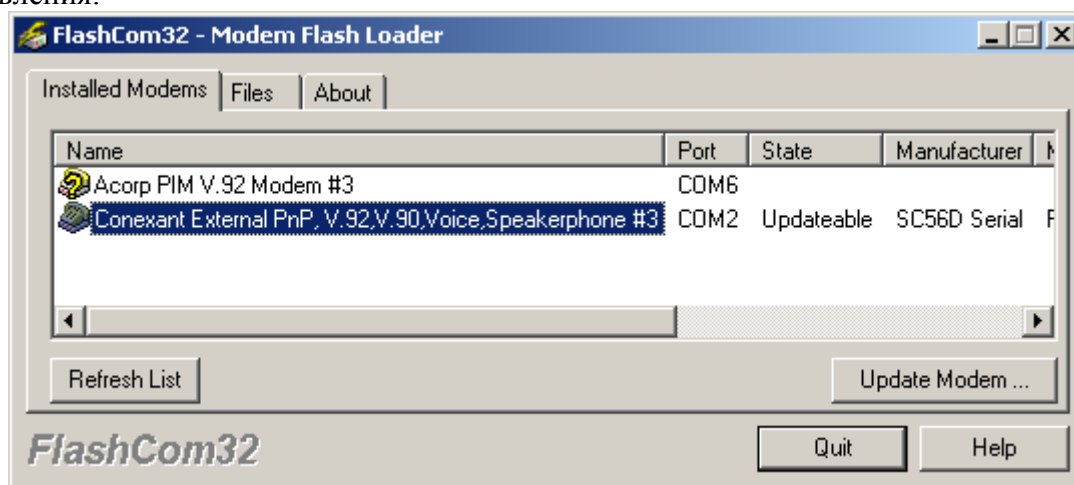 вления.
FlashCom32 - Modem Flash Loader
Installed Modems Files About
Name Port State Manufacturer
Acorp PIM V.92 Modem #3 COM6
Conexant External PnP, V.92,V.90,Voice,Speakerphone #3 COM2 Updateable SC56D Serial
Refresh List Update Modem ...
FlashCom32 Quit Help